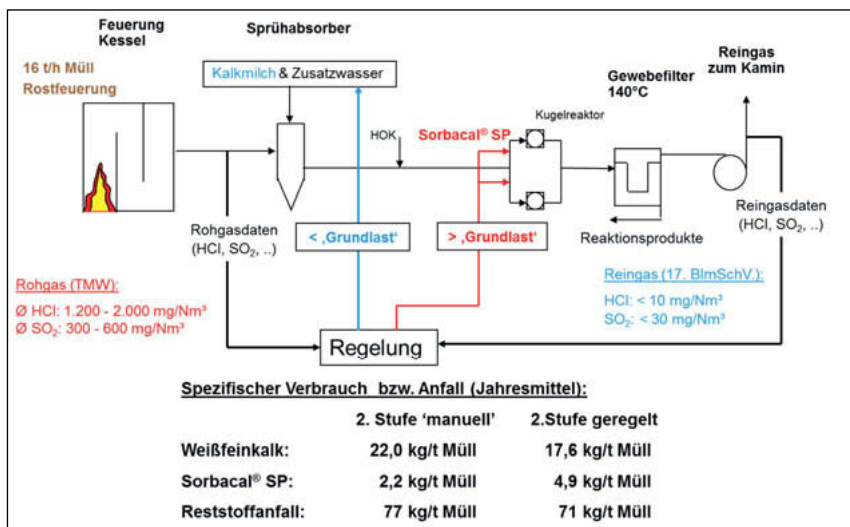 Feuerung
Kessel
Sprühabsorber
Reingas
zum Kamin
16 t/h Müll
Rostfeuerung
Kalkmilch & Zusatzwasser
Gewebefilter
140°C
Kugelreaktor
HOK
Sorbacal® SP
Rohgasdaten
(HCl, SO₂, ..)
< ‚Grundlast‘
> ‚Grundlast‘
Reaktionsprodukte
Reingasdaten
(HCl, SO₂, ..)
Rohgas (TMW):
Ø HCl: 1.200 - 2.000 mg/Nm³
Ø SO₂: 300 - 600 mg/Nm³
Reingas (17. BImSchV.):
HCl: < 10 mg/Nm³
SO₂: < 30 mg/Nm³
Regelung
Spezifischer Verbrauch bzw. Anfall (Jahresmittel):
2. Stufe ‘manuell’ 2.Stufe geregelt
Weißfeinkalk: 22,0 kg/t Müll 17,6 kg/t Müll
Sorbacal® SP: 2,2 kg/t Müll 4,9 kg/t Müll
Reststoffanfall: 77 kg/t Müll 71 kg/t Müll